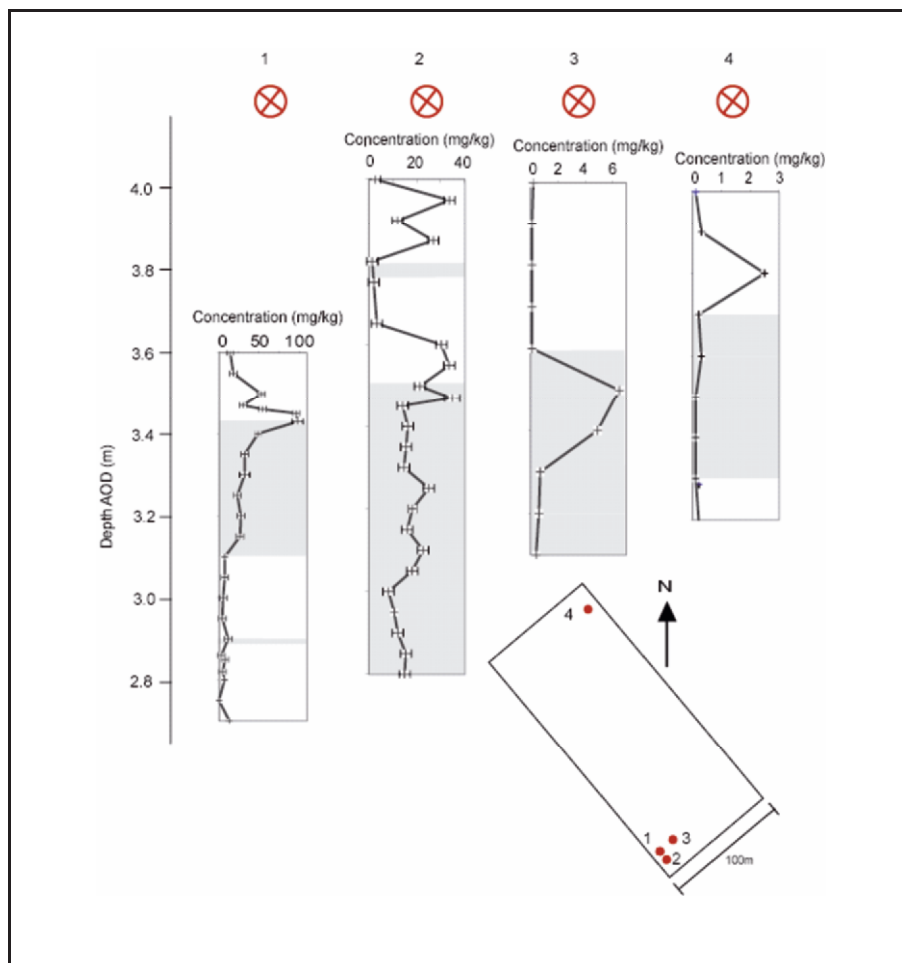 1 2 3 4
Concentration (mg/kg)
0 20 40
Concentration (mg/kg)
0 2 4 6
Concentration (mg/kg)
0 1 2 3
Concentration (mg/kg)
0 50 100
Depth AOD (m)
4.0
3.8
3.6
3.4
3.2
3.0
2.8
N
4
1 3
2
100m